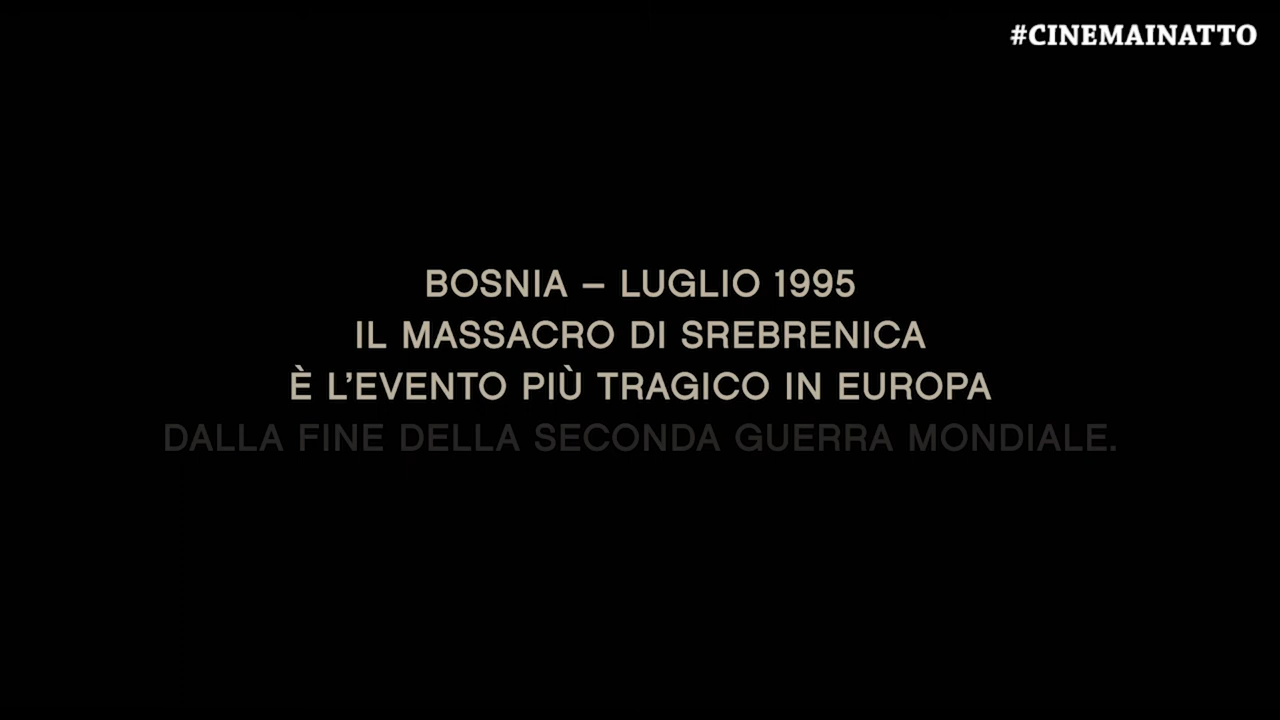 #CINEMAINATTO
BOSNIA – LUGLIO 1995
IL MASSACRO DI SREBRENICA
È L’EVENTO PIÙ TRAGICO IN EUROPA
DALLA FINE DELLA SECONDA GUERRA MONDIALE.